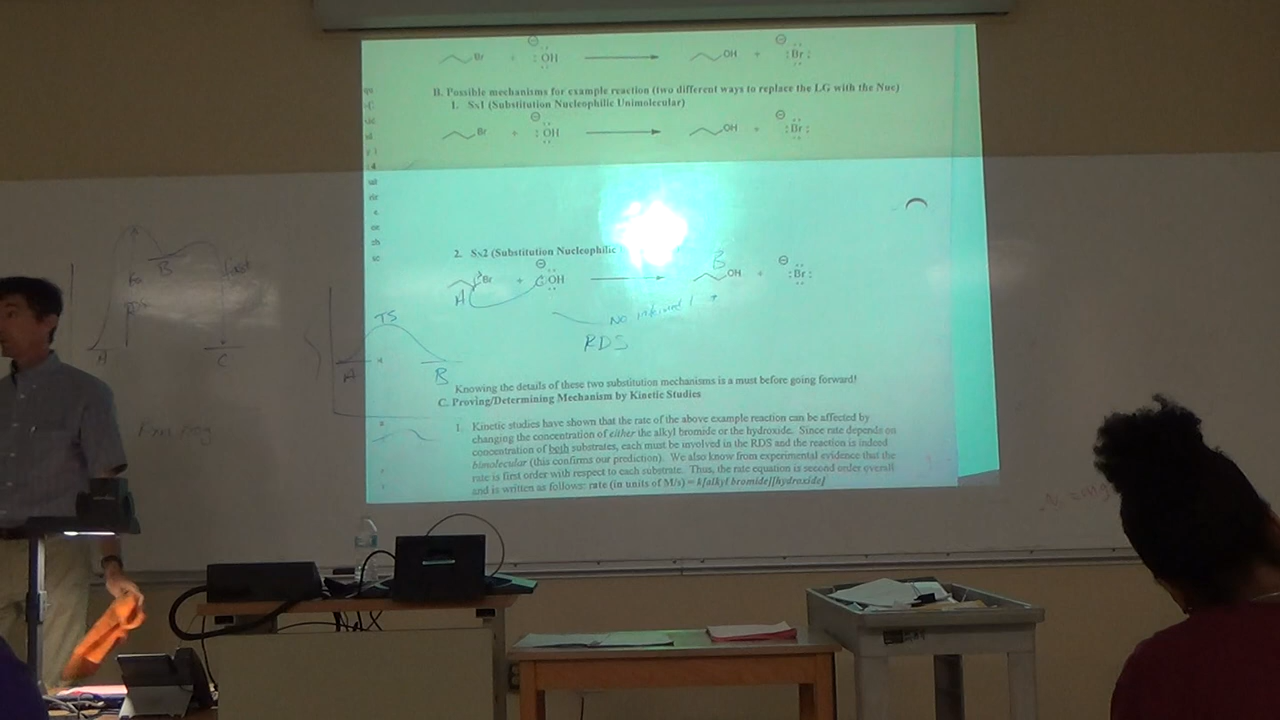 Br + ⊖ :ÖH → OH + ⊖ :Br:
B. Possible mechanisms for example reaction (two different ways to replace the LG with the Nuc)
1. SN1 (Substitution Nucleophilic Unimolecular)
Br + ⊖ :ÖH → OH + ⊖ :Br:
2. SN2 (Substitution Nucleophilic
Br + ⊖ :ÖH → OH + ⊖ :Br:
A
B
No
RDS
B
fast
A
C
TS
A
B
Knowing the details of these two substitution mechanisms is a must before going forward!
C. Proving/Determining Mechanism by Kinetic Studies
1. Kinetic studies have shown that the rate of the above example reaction can be affected by
changing the concentration of either the alkyl bromide or the hydroxide. Since rate depends on
concentration of both substrates, each must be involved in the RDS and the reaction is indeed
bimolecular (this confirms our prediction). We also know from experimental evidence that the
rate is first order with respect to each substrate. Thus, the rate equation is second order overall
and is written as follows: rate (in units of M/s) = k[alkyl bromide][hydroxide]